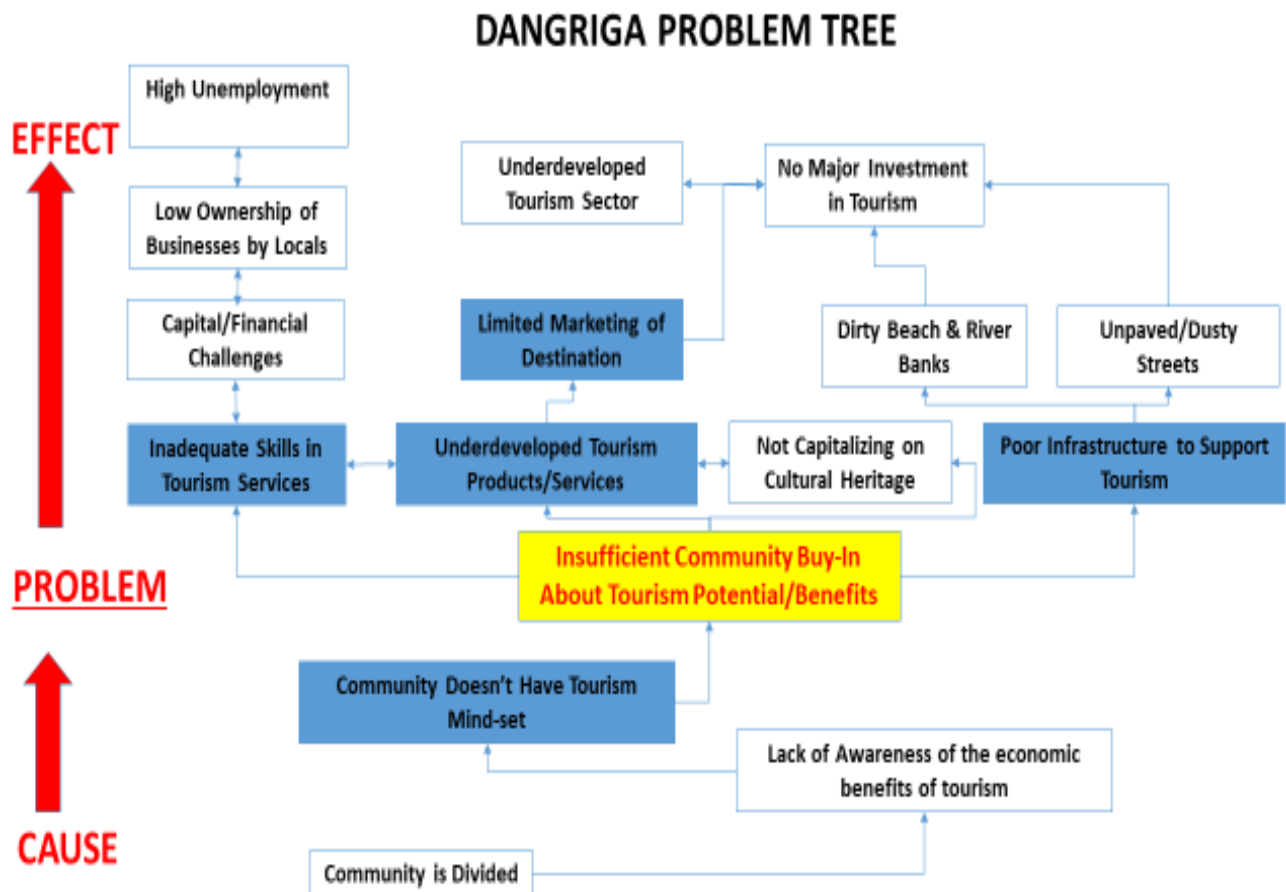 DANGRIGA PROBLEM TREE
High Unemployment
EFFECT
Underdeveloped
Tourism Sector
No Major Investment
in Tourism
Low Ownership of
Businesses by Locals
Capital/Financial
Challenges
Limited Marketing of
Destination
Dirty Beach & River
Banks
Unpaved/Dusty
Streets
Inadequate Skills in
Tourism Services
Underdeveloped Tourism
Products/Services
Not Capitalizing on
Cultural Heritage
Poor Infrastructure to Support
Tourism
PROBLEM
Insufficient Community Buy-In
About Tourism Potential/Benefits
Community Doesn't Have Tourism
Mind-set
Lack of Awareness of the economic
benefits of tourism
CAUSE
Community is Divided